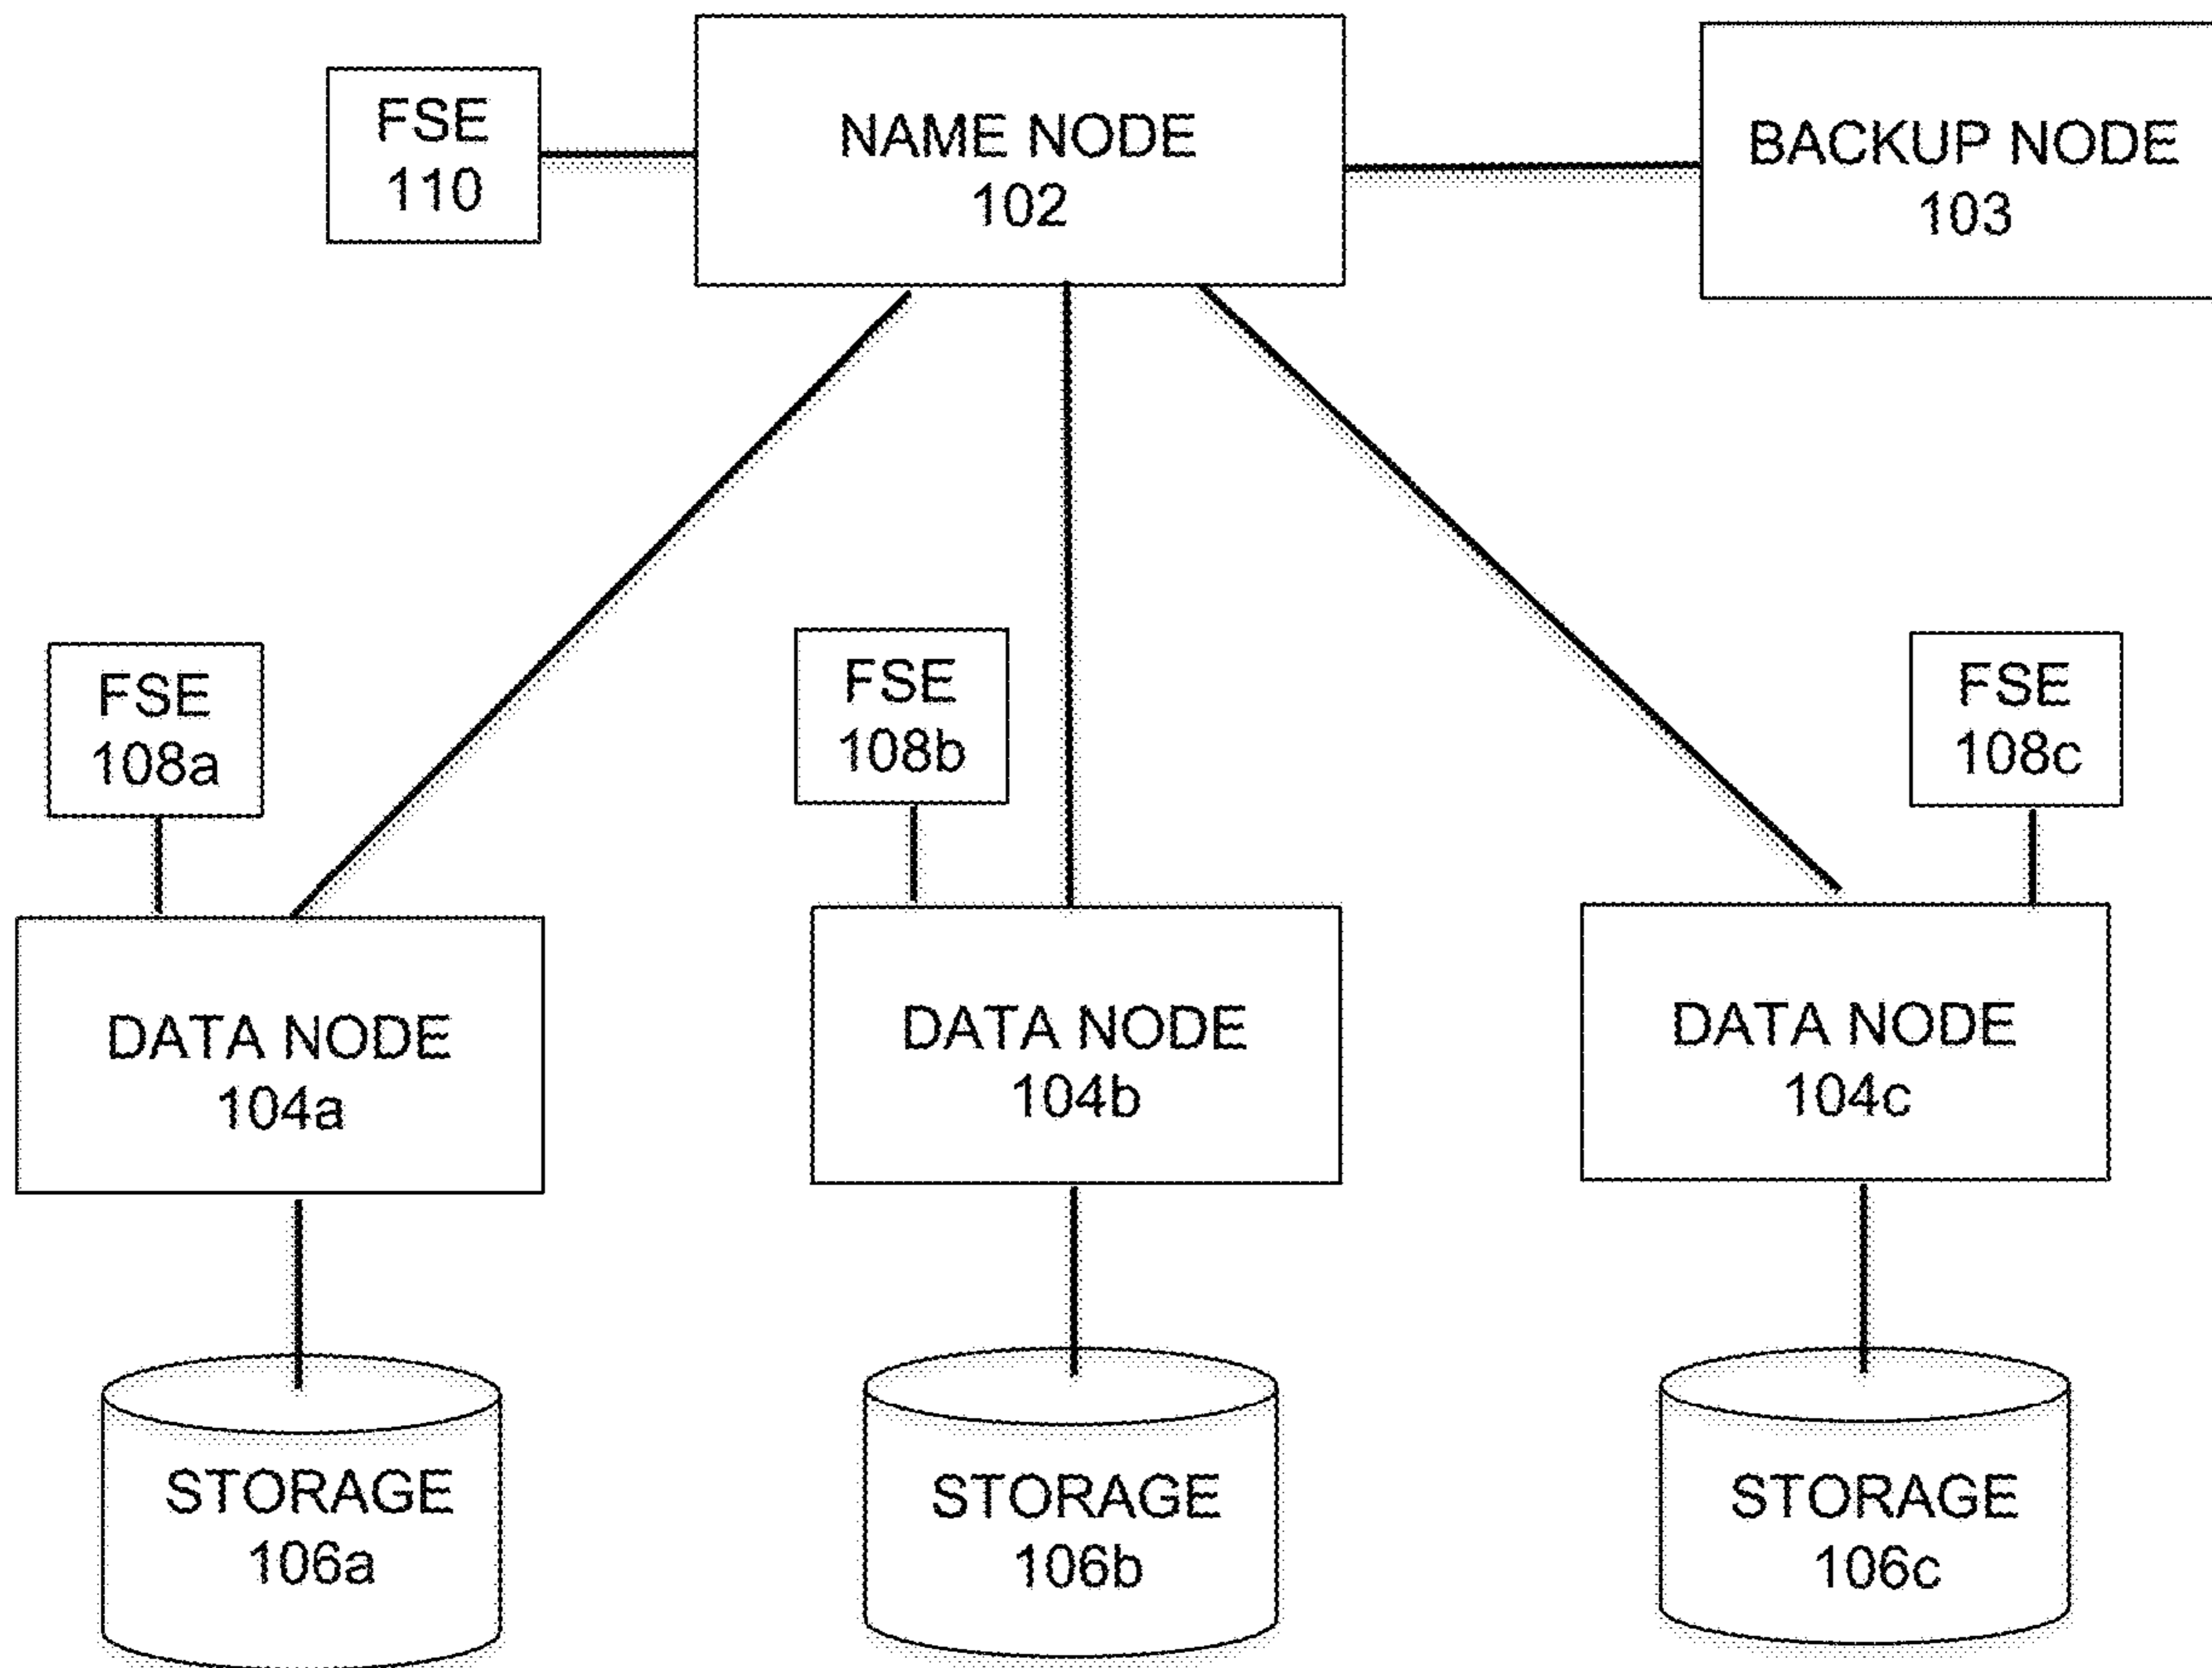 FSE
110
NAME NODE
102
BACKUP NODE
103
FSE
108a
FSE
108b
FSE
108c
DATA NODE
104a
DATA NODE
104b
DATA NODE
104c
STORAGE
106a
STORAGE
106b
STORAGE
106c